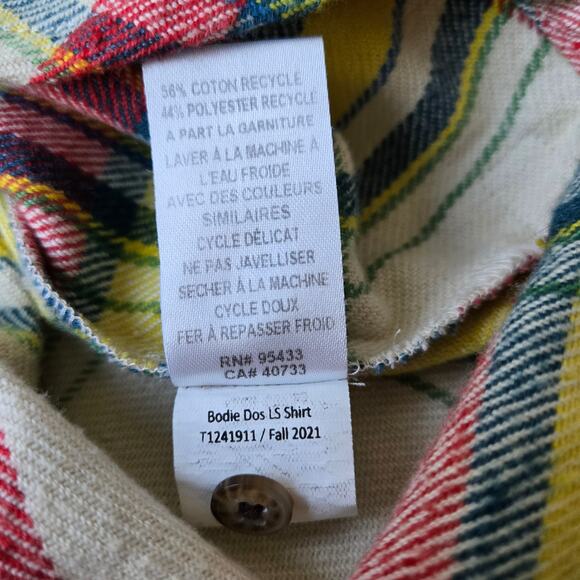 56% COTON RECYCLE
44% POLYESTER RECYCLE
A PART LA GARNITURE
LAVER À LA MACHINE A
L'EAU FROIDE
AVEC DES COULEURS
SIMILAIRES
CYCLE DÉLICAT
NE PAS JAVELLISER
SÉCHER À LA MACHINE
CYCLE DOUX
FER À REPASSER FROID
RN# 95433
CA# 40733
Bodie Dos LS Shirt
T1241911 / Fall 2021